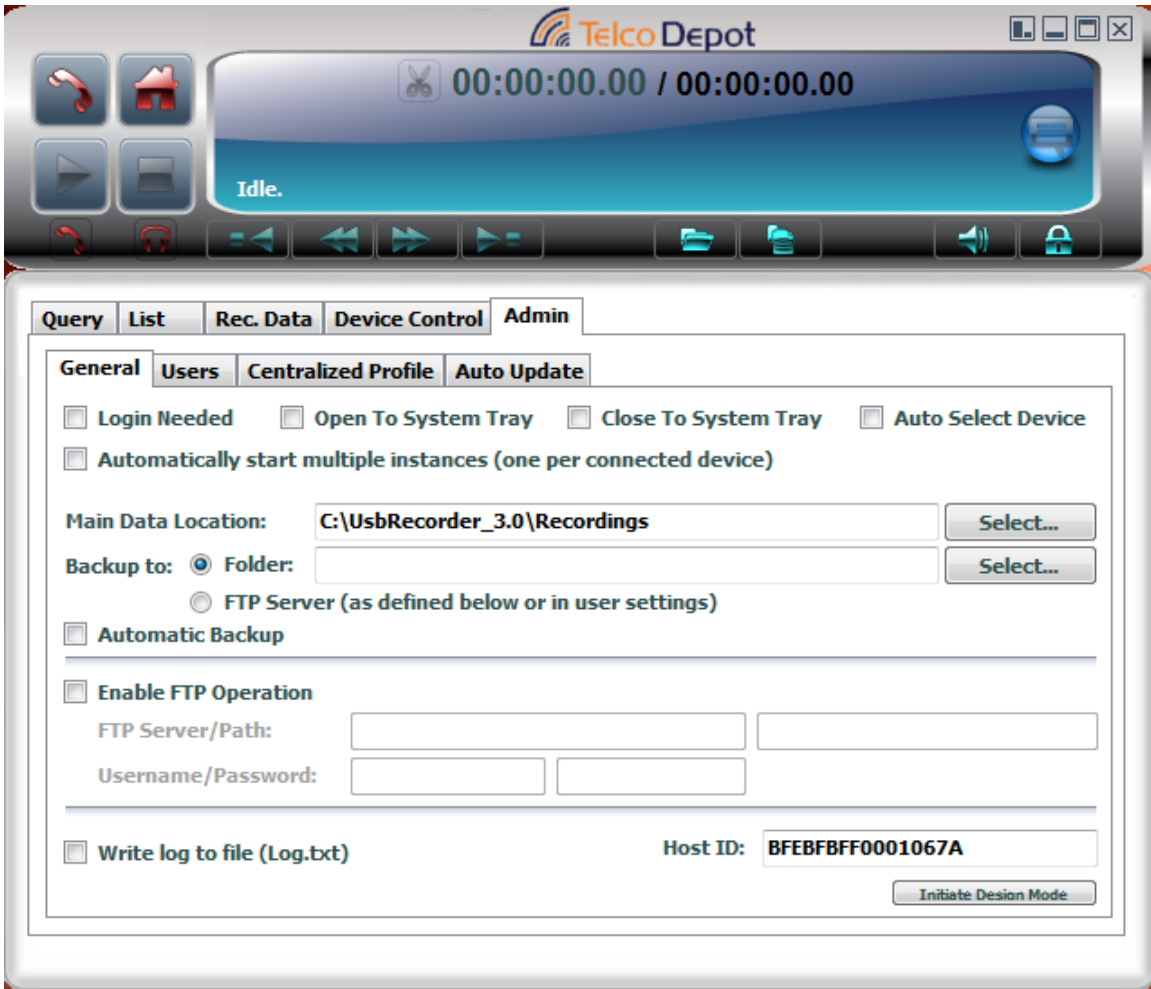 Telco Depot
00:00:00.00 / 00:00:00.00
Idle.
Query List Rec. Data Device Control Admin
General Users Centralized Profile Auto Update
Login Needed Open To System Tray Close To System Tray Auto Select Device
Automatically start multiple instances (one per connected device)
Main Data Location: C:\UsbRecorder_3.0\Recordings Select...
Backup to: Folder: Select...
FTP Server (as defined below or in user settings)
Automatic Backup
Enable FTP Operation
FTP Server/Path:
Username/Password:
Write log to file (Log.txt) Host ID: BFEBFBFF0001067A
Initiate Design Mode